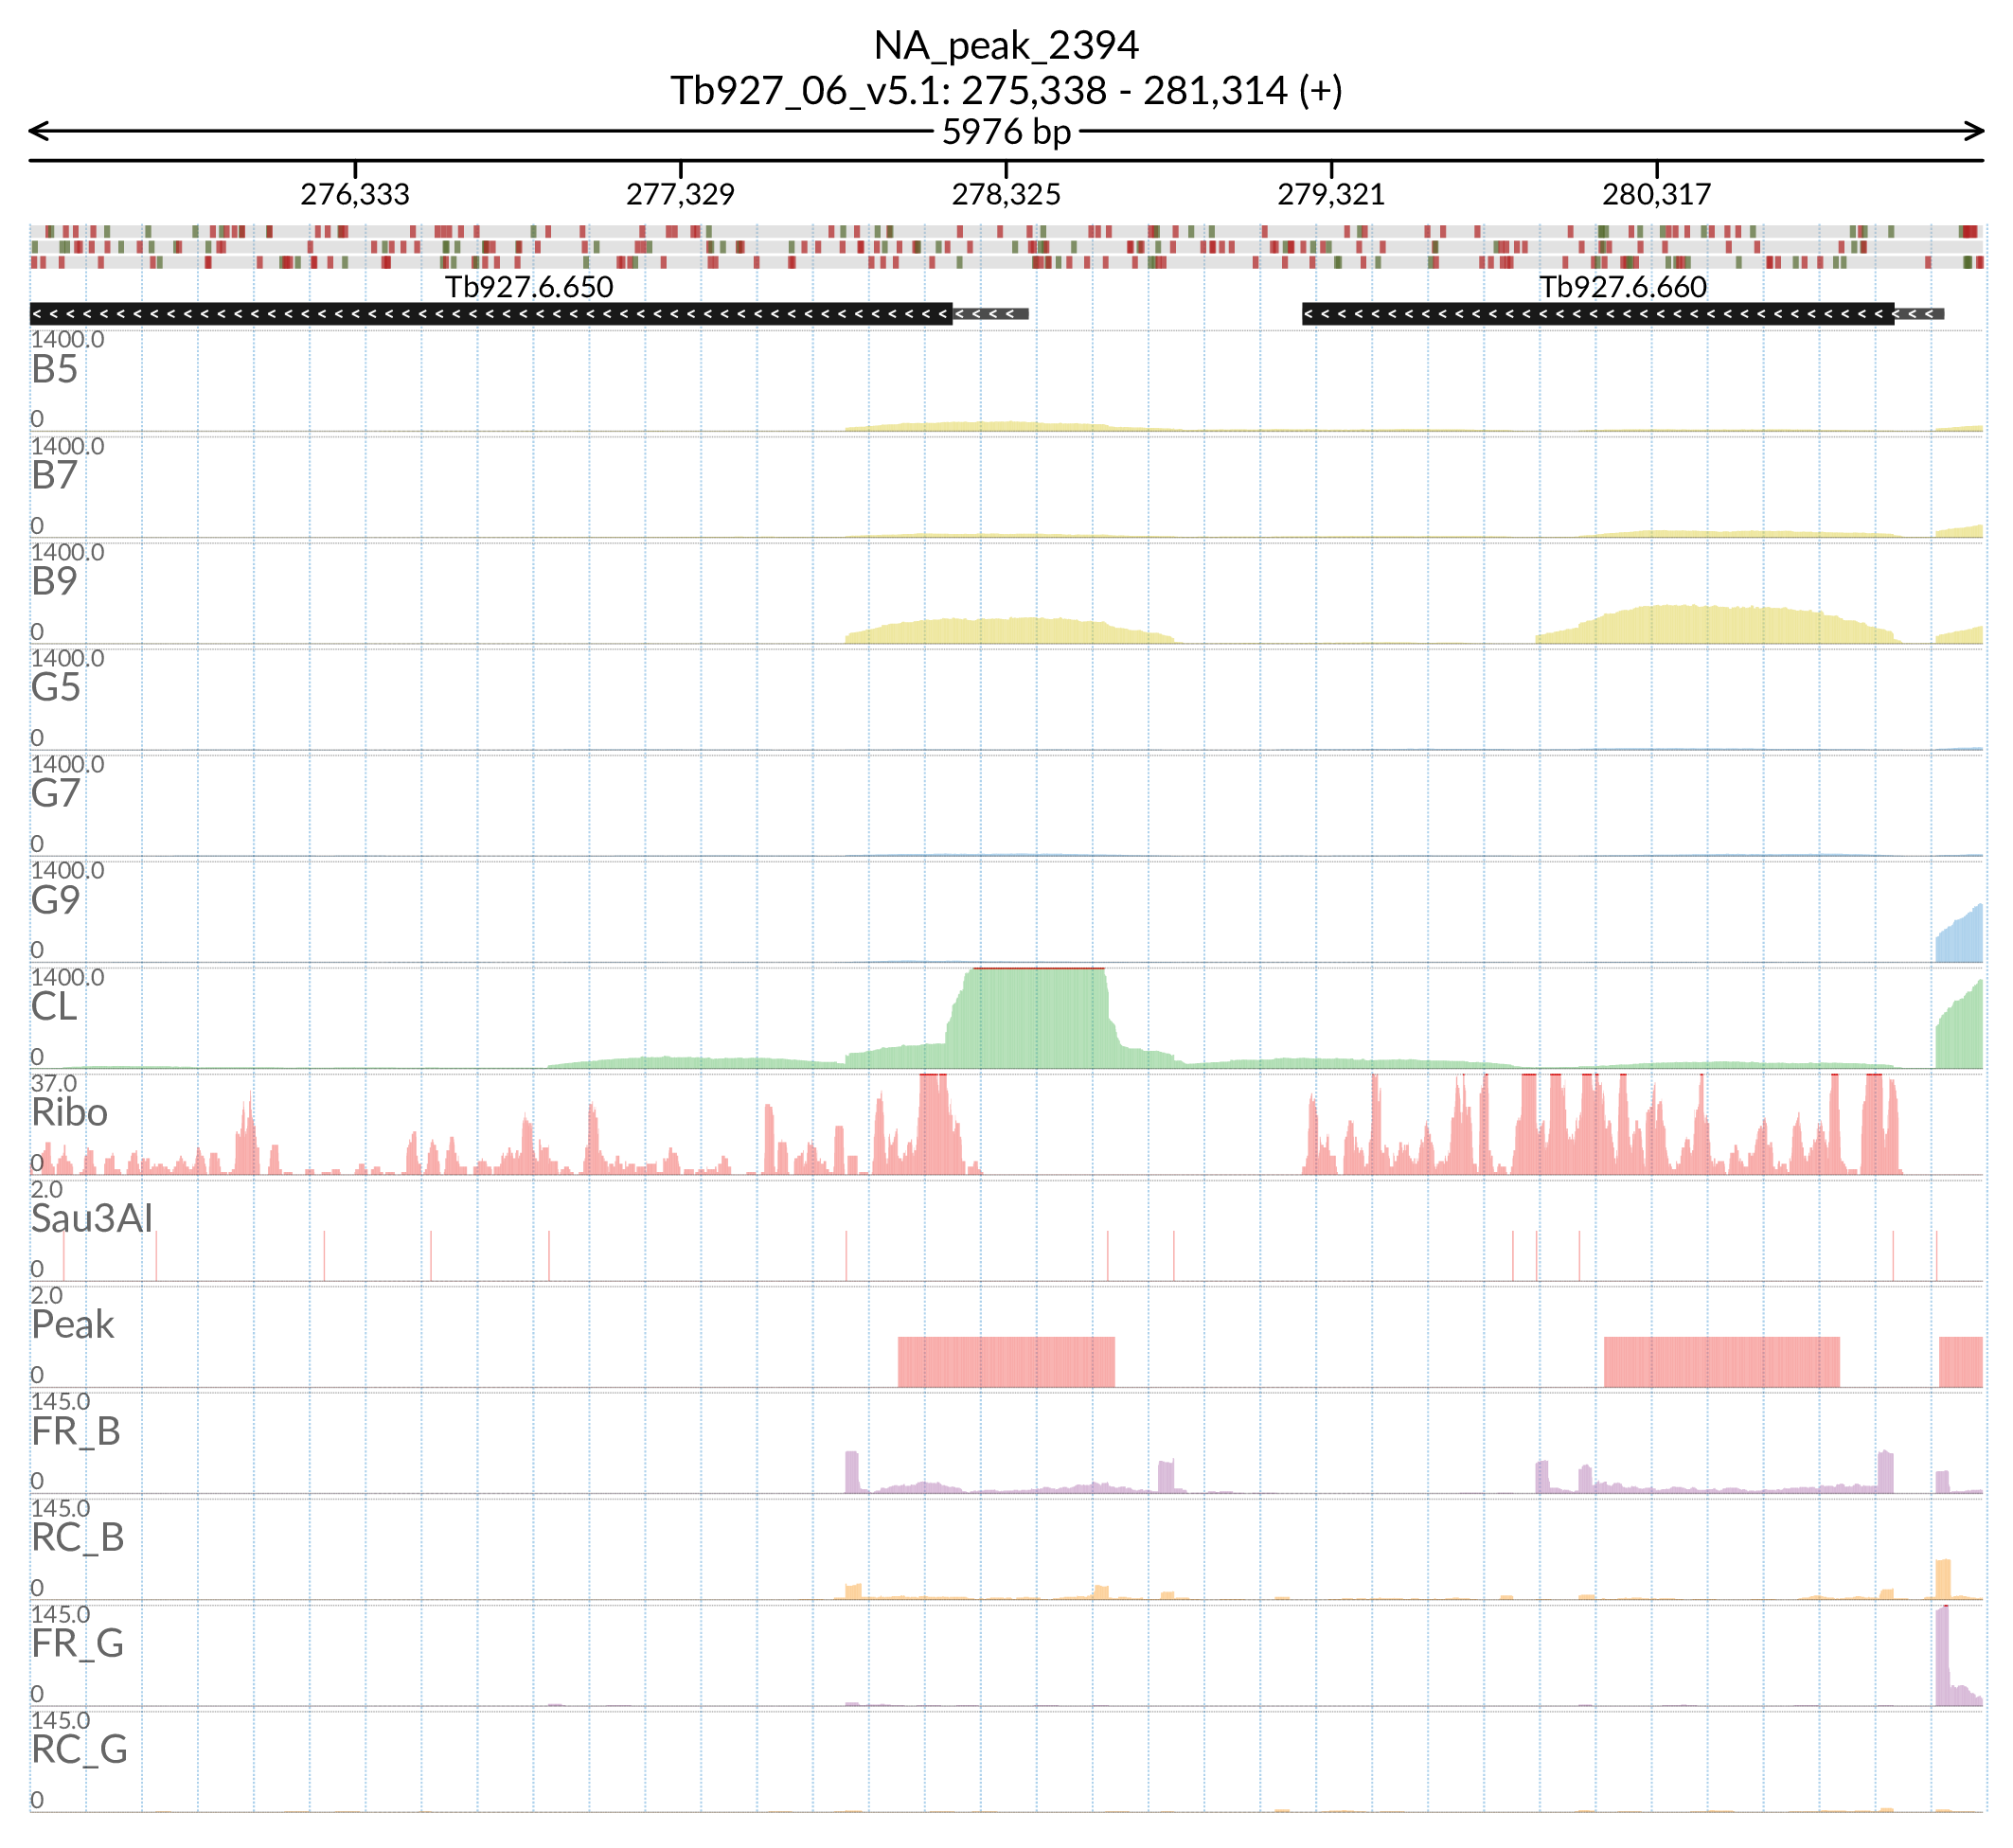 NA_peak_2394
Tb927_06_v5.1: 275,338 - 281,314 (+)
5976 bp
276,333 277,329 278,325 279,321 280,317
Tb927.6.650 Tb927.6.660
1400.0
B5
0
1400.0
B7
0
1400.0
B9
0
1400.0
G5
0
1400.0
G7
0
1400.0
G9
0
1400.0
CL
0
37.0
Ribo
0
2.0
Sau3AI
0
2.0
Peak
0
145.0
FR_B
0
145.0
RC_B
0
145.0
FR_G
0
145.0
RC_G
0